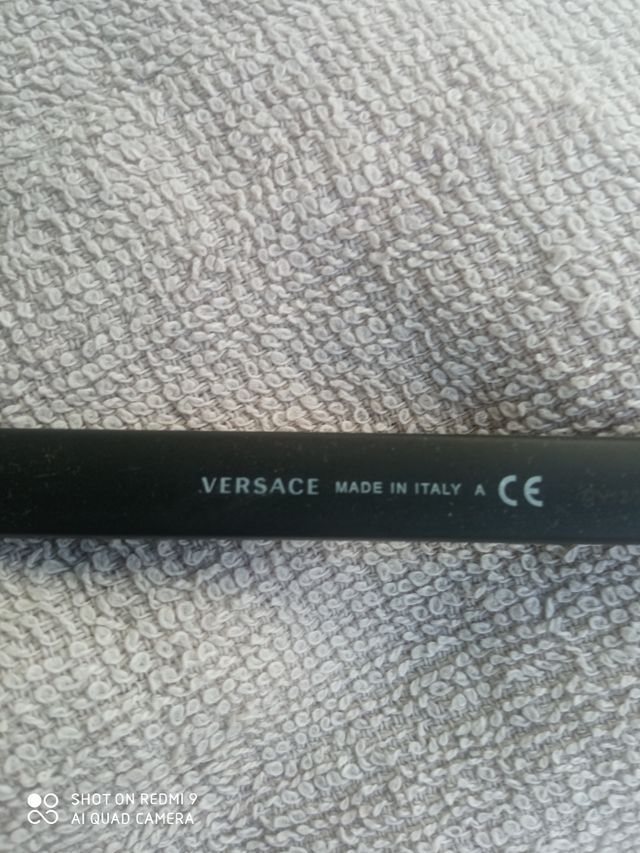 VERSACE MADE IN ITALY A CE
SHOT ON REDMI 9
AI QUAD CAMERA